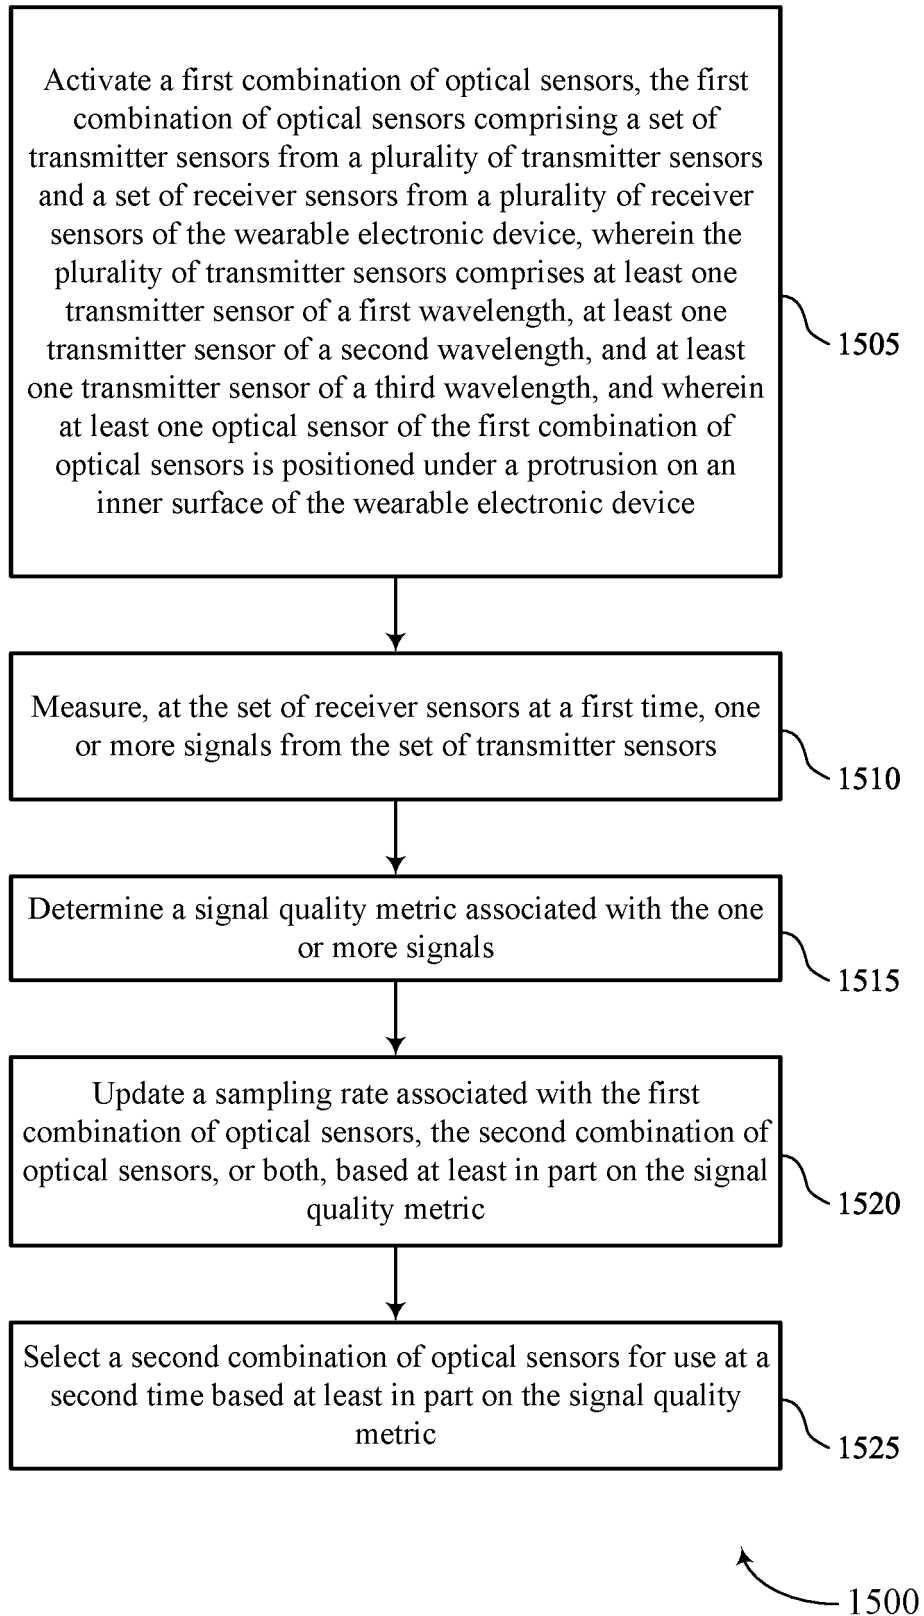 Activate a first combination of optical sensors, the first
combination of optical sensors comprising a set of
transmitter sensors from a plurality of transmitter sensors
and a set of receiver sensors from a plurality of receiver
sensors of the wearable electronic device, wherein the
plurality of transmitter sensors comprises at least one
transmitter sensor of a first wavelength, at least one
transmitter sensor of a second wavelength, and at least
one transmitter sensor of a third wavelength, and wherein
at least one optical sensor of the first combination of
optical sensors is positioned under a protrusion on an
inner surface of the wearable electronic device
1505
Measure, at the set of receiver sensors at a first time, one
or more signals from the set of transmitter sensors
1510
Determine a signal quality metric associated with the one
or more signals
1515
Update a sampling rate associated with the first
combination of optical sensors, the second combination of
optical sensors, or both, based at least in part on the signal
quality metric
1520
Select a second combination of optical sensors for use at a
second time based at least in part on the signal quality
metric
1525
1500